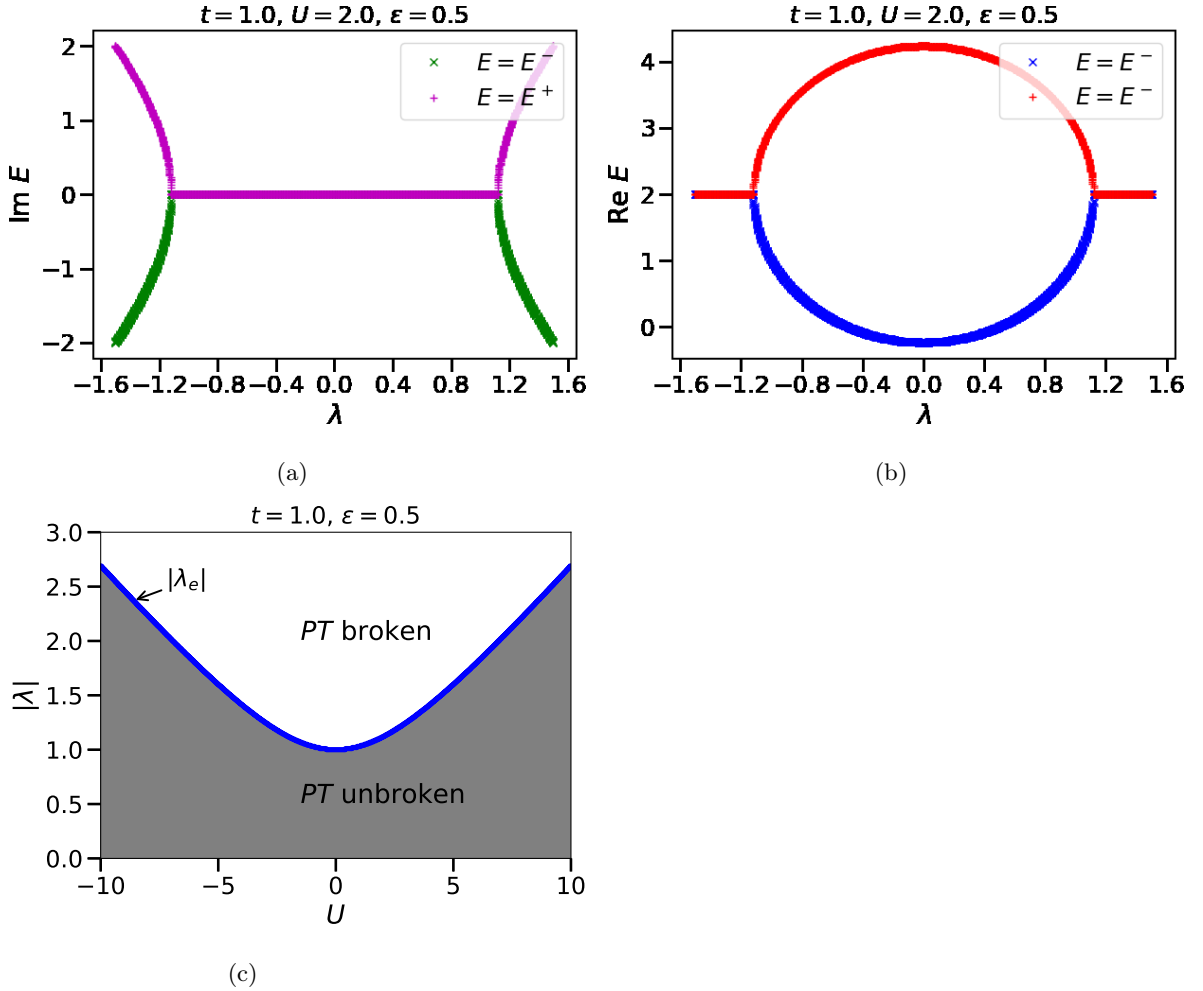 t = 1.0, U = 2.0, ε = 0.5
E = E⁻
E = E⁺
2
1
0
−1
−2
Im E
−1.6 −1.2 −0.8 −0.4 0.0 0.4 0.8 1.2 1.6
λ
(a)
t = 1.0, U = 2.0, ε = 0.5
E = E⁻
E = E⁻
4
3
2
1
0
Re E
−1.6 −1.2 −0.8 −0.4 0.0 0.4 0.8 1.2 1.6
λ
(b)
t = 1.0, ε = 0.5
3.0
2.5
2.0
1.5
1.0
0.5
0.0
|λ|
|λₑ|
PT broken
PT unbroken
−10 −5 0 5 10
U
(c)